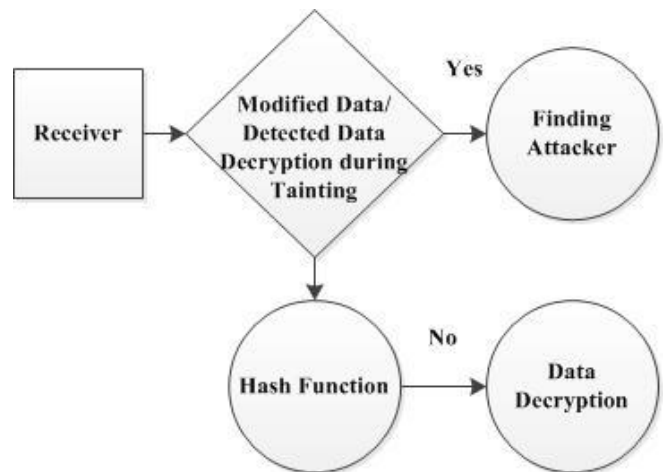 Receiver
Modified Data/
Detected Data
Decryption during
Tainting
Yes
Finding
Attacker
Hash Function
No
Data
Decryption